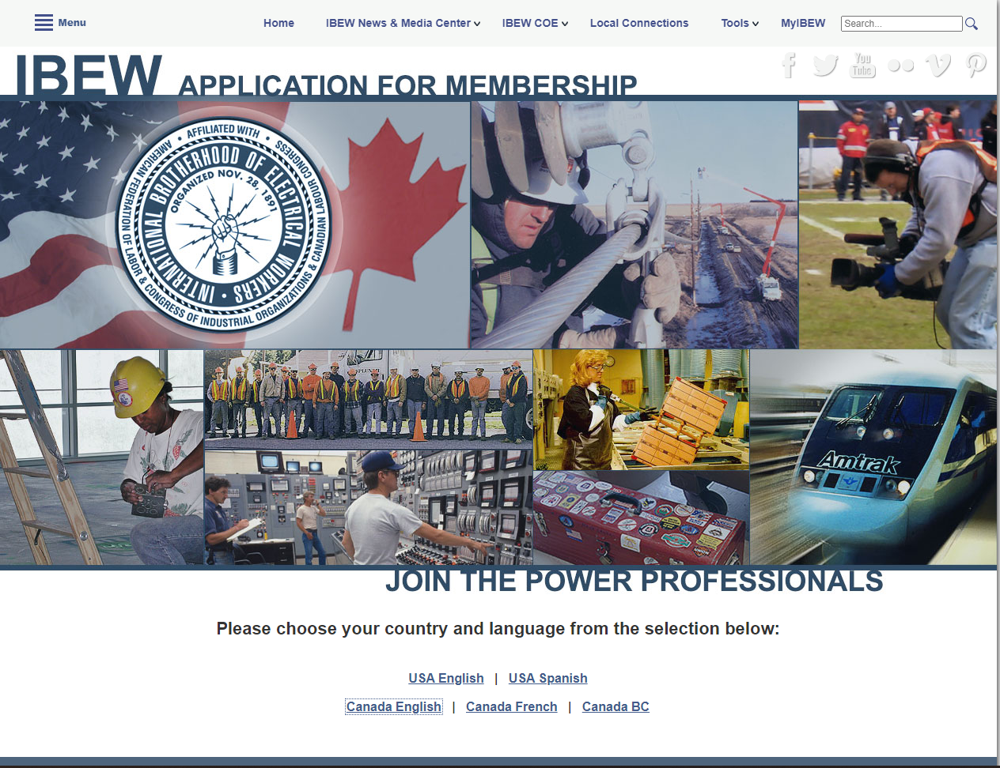 Menu
Home IBEW News & Media Center IBEW COE Local Connections Tools MyIBEW Search...
You
Tube
IBEW APPLICATION FOR MEMBERSHIP
AFFILIATED WITH
AMERICAN FEDERATION OF LABOR & CONGRESS OF INDUSTRIAL ORGANIZATIONS & CANADIAN LABOUR CONGRESS
INTERNATIONAL BROTHERHOOD OF ELECTRICAL WORKERS
ORGANIZED NOV. 28, 1891
Amtrak
JOIN THE POWER PROFESSIONALS
Please choose your country and language from the selection below:
USA English | USA Spanish
Canada English | Canada French | Canada BC